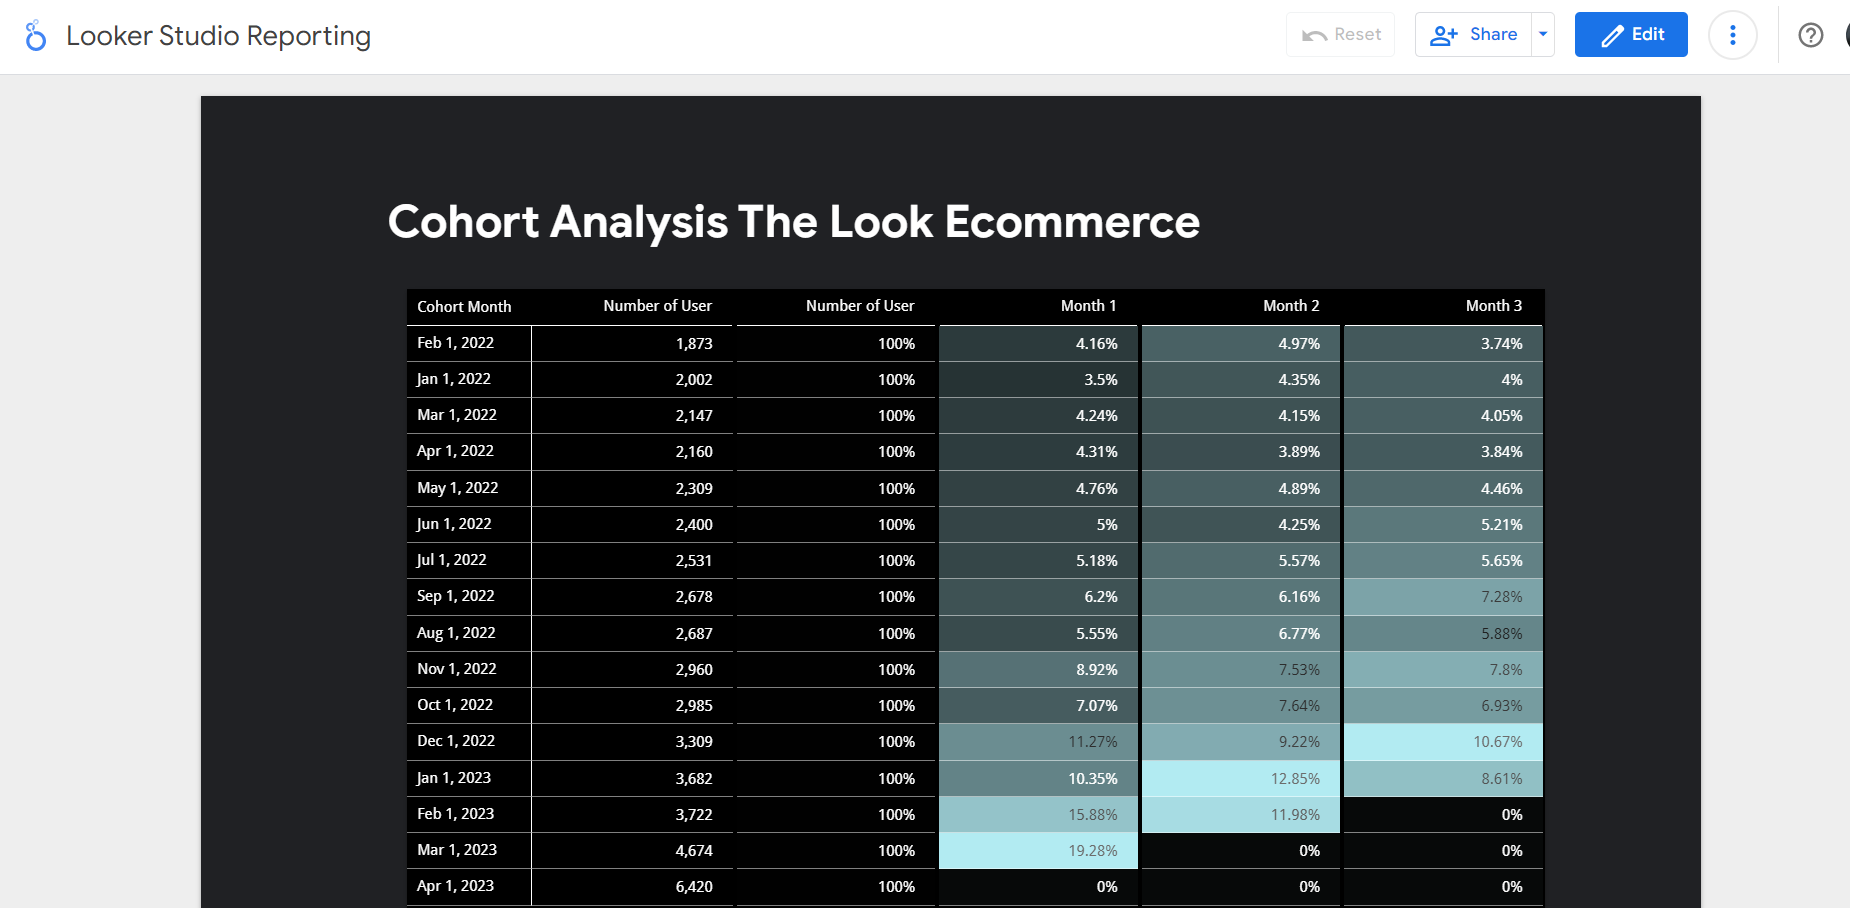 Looker Studio Reporting
Reset
Share
Edit
Cohort Analysis The Look Ecommerce
Cohort Month Number of User Number of User Month 1 Month 2 Month 3
Feb 1, 2022 1,873 100% 4.16% 4.97% 3.74%
Jan 1, 2022 2,002 100% 3.5% 4.35% 4%
Mar 1, 2022 2,147 100% 4.24% 4.15% 4.05%
Apr 1, 2022 2,160 100% 4.31% 3.89% 3.84%
May 1, 2022 2,309 100% 4.76% 4.89% 4.46%
Jun 1, 2022 2,400 100% 5% 4.25% 5.21%
Jul 1, 2022 2,531 100% 5.18% 5.57% 5.65%
Sep 1, 2022 2,678 100% 6.2% 6.16% 7.28%
Aug 1, 2022 2,687 100% 5.55% 6.77% 5.88%
Nov 1, 2022 2,960 100% 8.92% 7.53% 7.8%
Oct 1, 2022 2,985 100% 7.07% 7.64% 6.93%
Dec 1, 2022 3,309 100% 11.27% 9.22% 10.67%
Jan 1, 2023 3,682 100% 10.35% 12.85% 8.61%
Feb 1, 2023 3,722 100% 15.88% 11.98% 0%
Mar 1, 2023 4,674 100% 19.28% 0% 0%
Apr 1, 2023 6,420 100% 0% 0% 0%